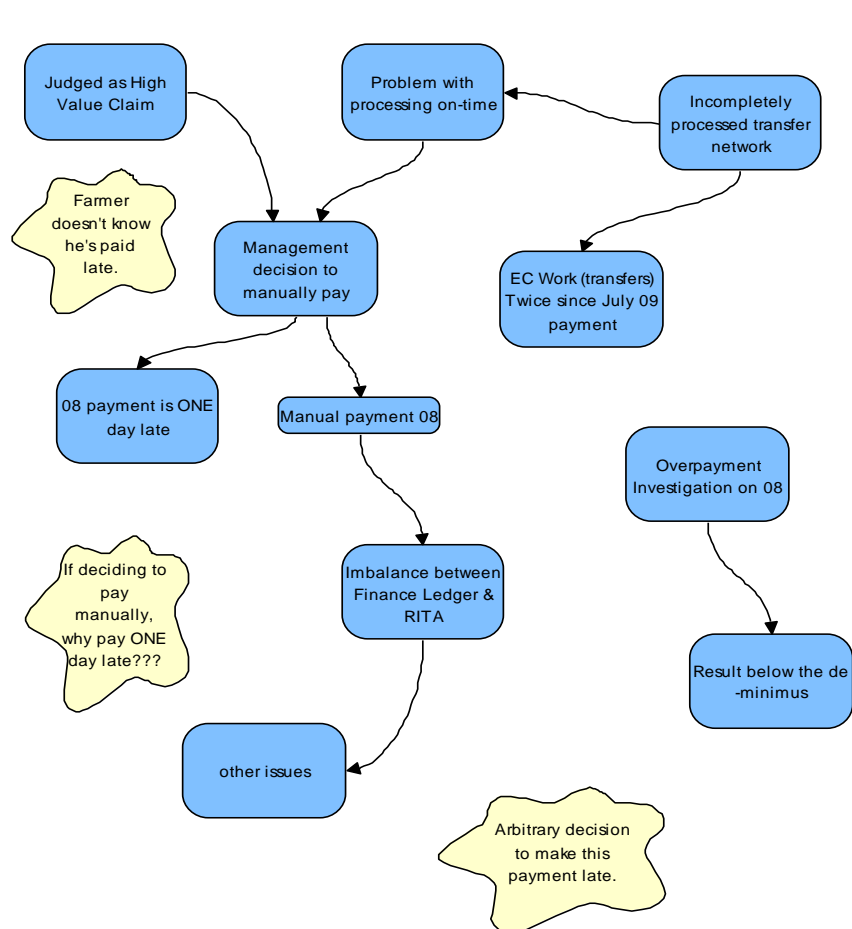 Judged as High
Value Claim
Problem with
processing on-time
Incompletely
processed transfer
network
Farmer
doesn't know
he's paid
late.
Management
decision to
manually pay
EC Work (transfers)
Twice since July 09
payment
08 payment is ONE
day late
Manual payment 08
Overpayment
Investigation on 08
If deciding to
pay
manually,
why pay ONE
day late???
Imbalance between
Finance Ledger &
RITA
Result below the de
-minimus
other issues
Arbitrary decision
to make this
payment late.